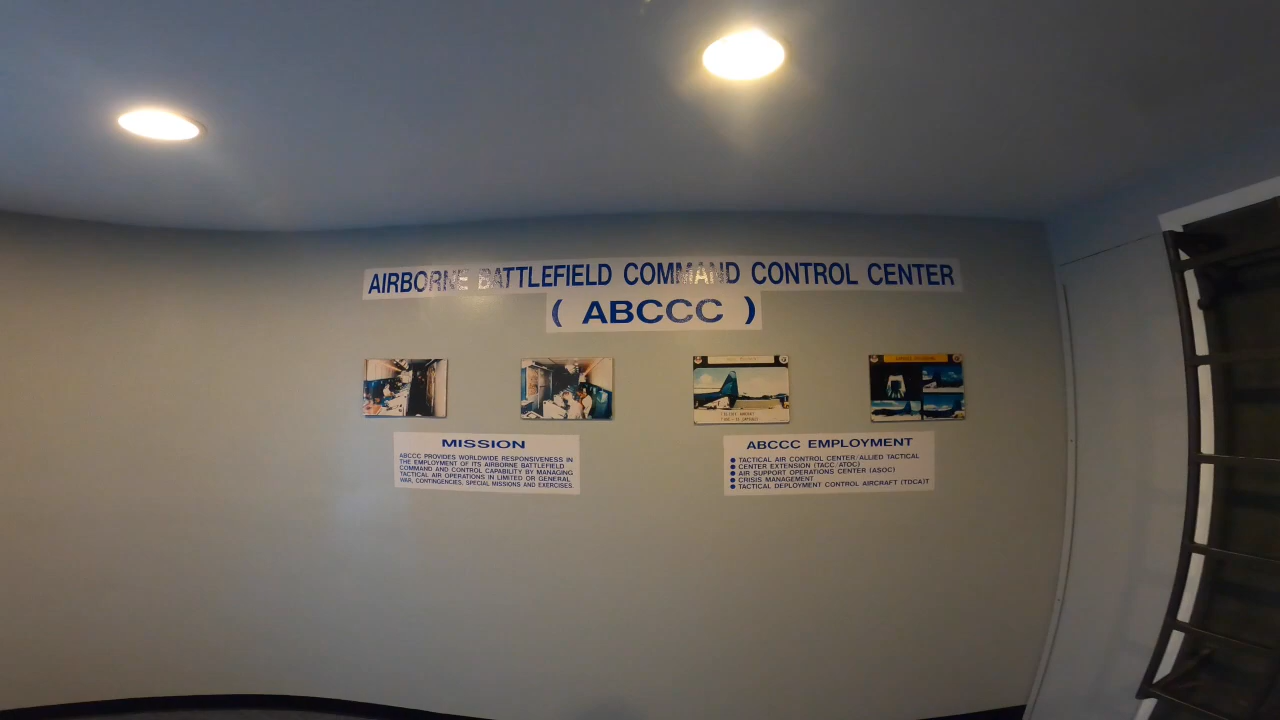 AIRBORNE BATTLEFIELD COMMAND CONTROL CENTER
( ABCCC )
MISSION
ABCCC PROVIDES WORLDWIDE RESPONSIVENESS IN
THE EMPLOYMENT OF ITS AIRBORNE BATTLEFIELD
COMMAND AND CONTROL CAPABILITY BY MANAGING
TACTICAL AIR OPERATIONS IN LIMITED OR GENERAL
WAR, CONTINGENCIES, SPECIAL MISSIONS AND EXERCISES.
ABCCC EMPLOYMENT
● TACTICAL AIR CONTROL CENTER/ALLIED TACTICAL
● CENTER EXTENSION (TACC/ATOC)
● AIR SUPPORT OPERATIONS CENTER (ASOC)
● CRISIS MANAGEMENT
● TACTICAL DEPLOYMENT CONTROL AIRCRAFT (TDCA)T